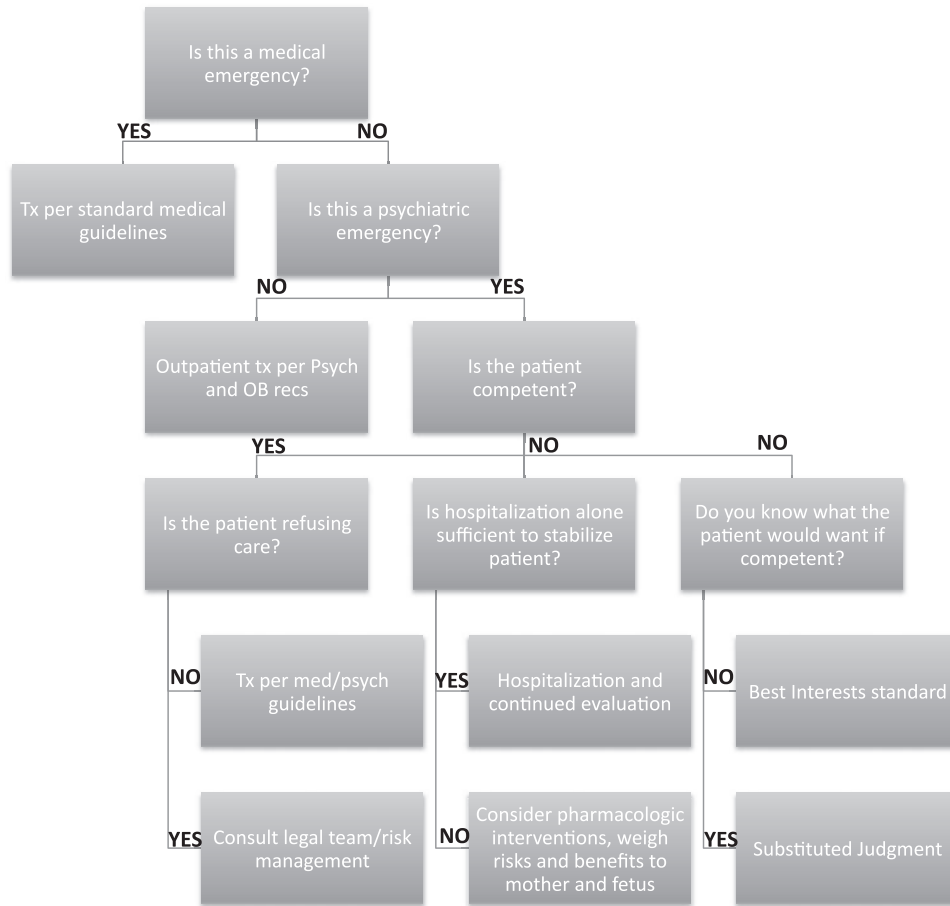 Is this a medical
emergency?
YES
NO
Tx per standard medical
guidelines
Is this a psychiatric
emergency?
NO
YES
Outpatient tx per Psych
and OB recs
Is the patient
competent?
YES
NO
NO
Is the patient refusing
care?
Is hospitalization alone
sufficient to stabilize
patient?
Do you know what the
patient would want if
competent?
NO
Tx per med/psych
guidelines
YES
Hospitalization and
continued evaluation
NO
Best Interests standard
YES
Consult legal team/risk
management
NO
Consider pharmacologic
interventions, weigh
risks and benefits to
mother and fetus
YES
Substituted Judgment